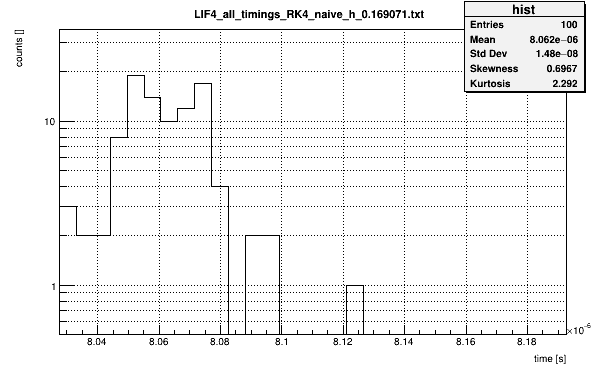 LIF4_all_timings_RK4_naive_h_0.169071.txt
hist
Entries 100
Mean 8.062e−06
Std Dev 1.48e−08
Skewness 0.6967
Kurtosis 2.292
counts []
10
1
8.04 8.06 8.08 8.1 8.12 8.14 8.16 8.18
×10−6
time [s]